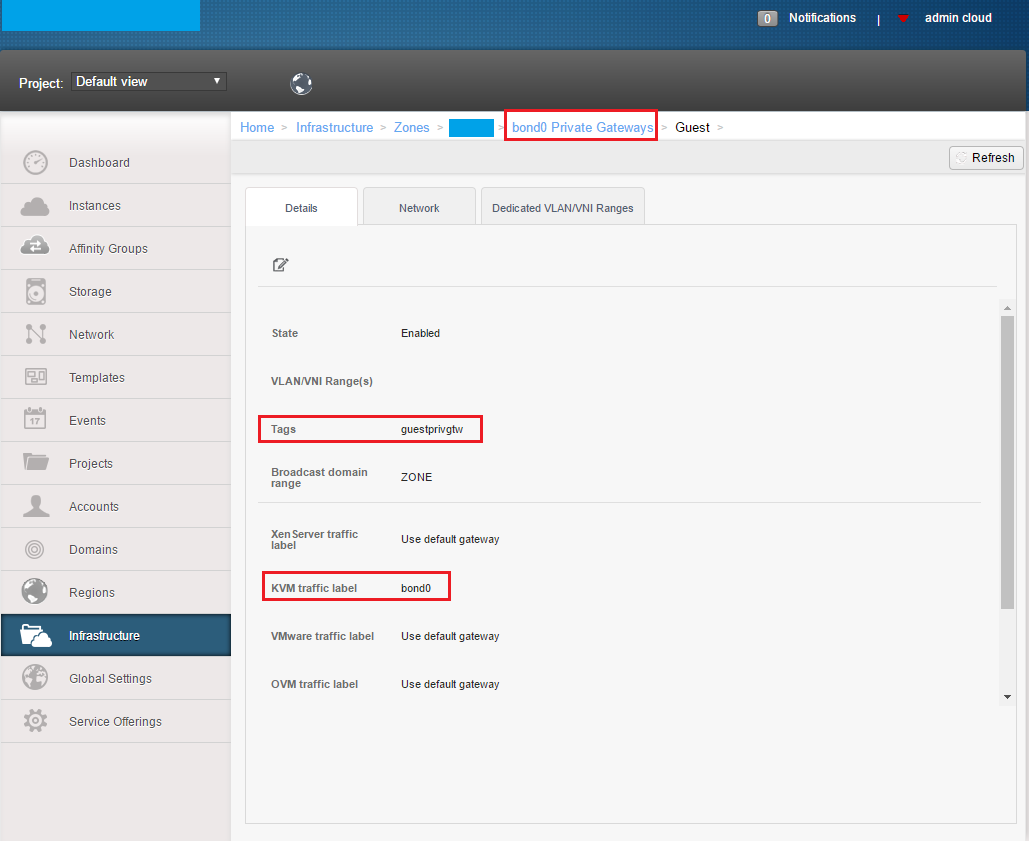 0 Notifications | admin cloud
Project: Default view
Home > Infrastructure > Zones > > bond0 Private Gateways > Guest >
Refresh
Dashboard
Instances
Affinity Groups
Storage
Network
Templates
17 Events
Projects
Accounts
Domains
Regions
Infrastructure
Global Settings
Service Offerings
Details Network Dedicated VLAN/VNI Ranges
State Enabled
VLAN/VNI Range(s)
Tags guestprivgtw
Broadcast domain
range ZONE
XenServer traffic
label Use default gateway
KVM traffic label bond0
VMware traffic label Use default gateway
OVM traffic label Use default gateway